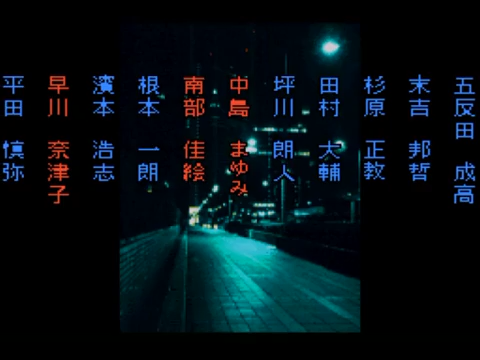 五反田 成高
末吉 邦哲
杉原 正教
田村 大輔
坪川 朗人
中島 まゆみ
南部 佳絵
根本 一朗
濱本 浩志
早川 奈津子
平田 慎弥